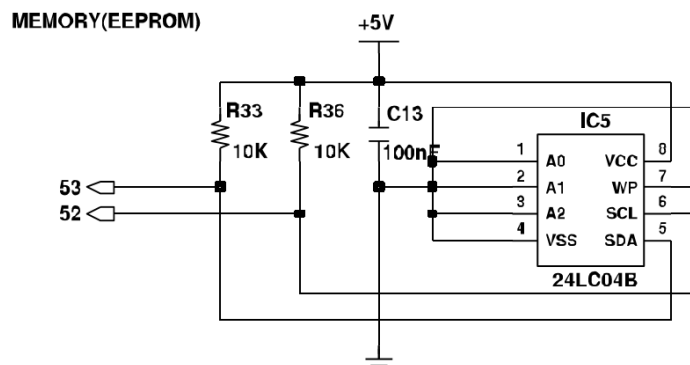 MEMORY(EEPROM)
+5V
R33
R36
C13
IC5
10K
10K
100nF
1 A0 VCC 8
2 A1 WP 7
3 A2 SCL 6
4 VSS SDA 5
53
52
24LC04B